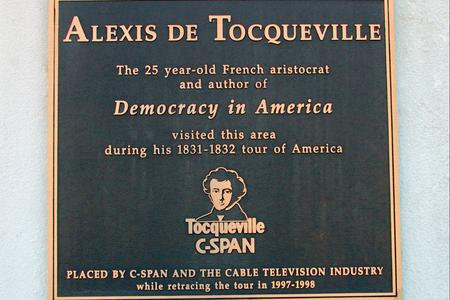 ALEXIS DE TOCQUEVILLE
The 25 year-old French aristocrat
and author of
Democracy in America
visited this area
during his 1831-1832 tour of America
Tocqueville
C-SPAN
PLACED BY C-SPAN AND THE CABLE TELEVISION INDUSTRY
while retracing the tour in 1997-1998